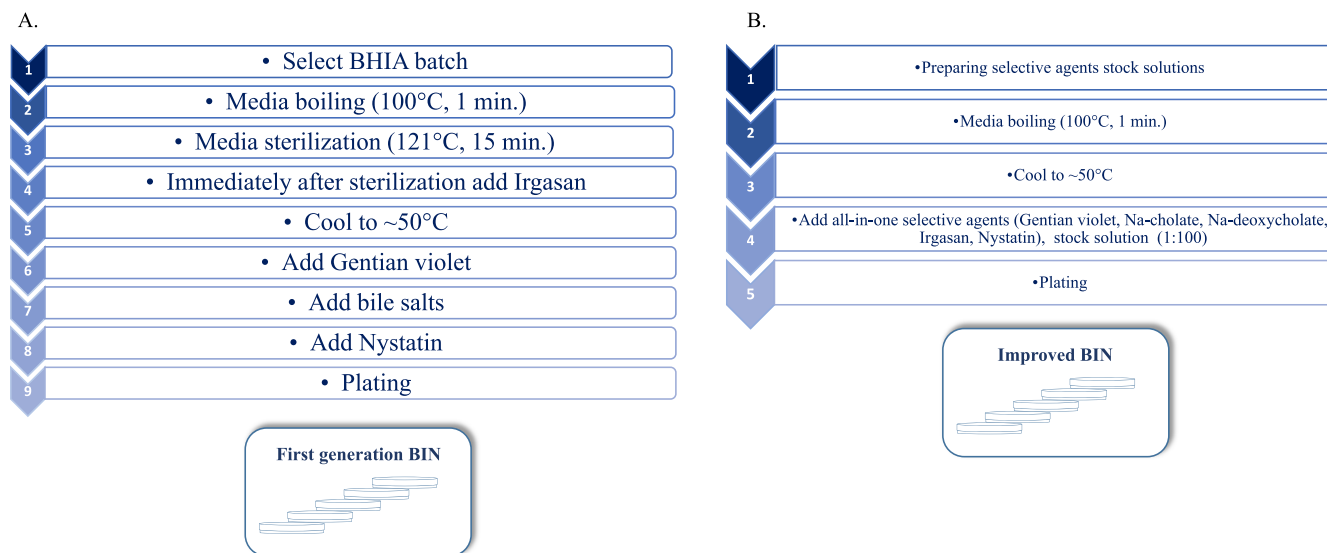 A.
1
• Select BHIA batch
2
• Media boiling (100°C, 1 min.)
3
• Media sterilization (121°C, 15 min.)
4
• Immediately after sterilization add Irgasan
5
• Cool to ~50°C
6
• Add Gentian violet
7
• Add bile salts
8
• Add Nystatin
9
• Plating
First generation BIN
B.
1
•Preparing selective agents stock solutions
2
•Media boiling (100°C, 1 min.)
3
•Cool to ~50°C
4
•Add all-in-one selective agents (Gentian violet, Na-cholate, Na-deoxycholate,
Irgasan, Nystatin), stock solution (1:100)
5
•Plating
Improved BIN